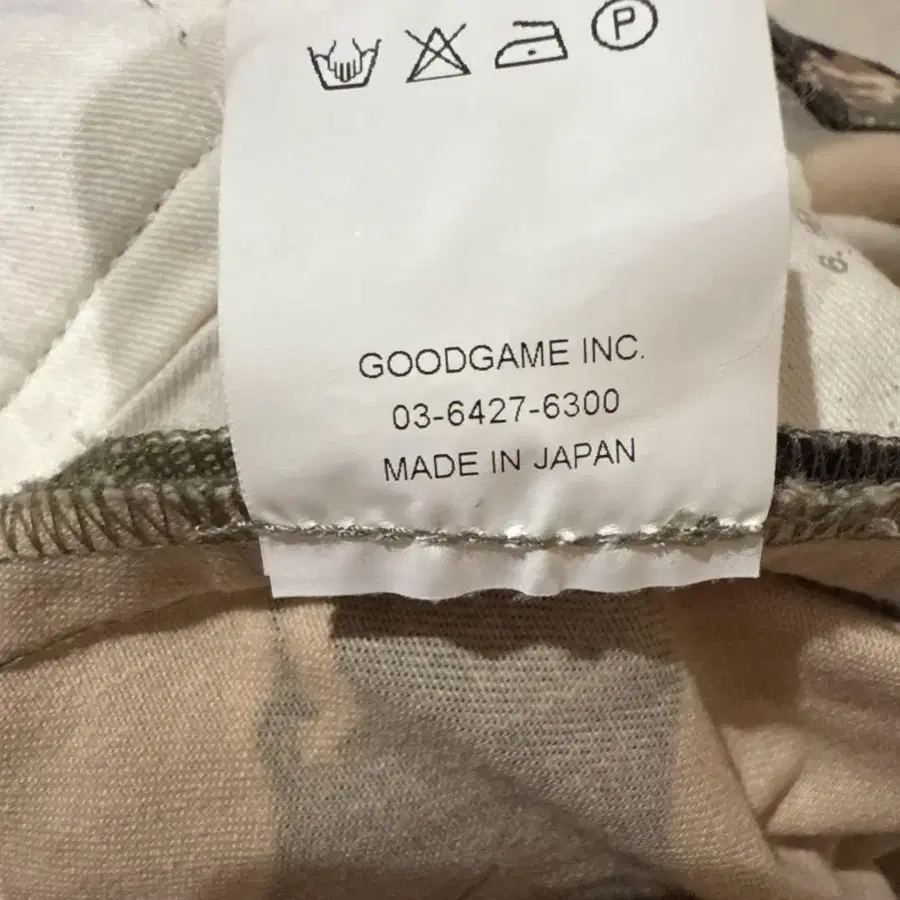 P
GOODGAME INC.
03-6427-6300
MADE IN JAPAN